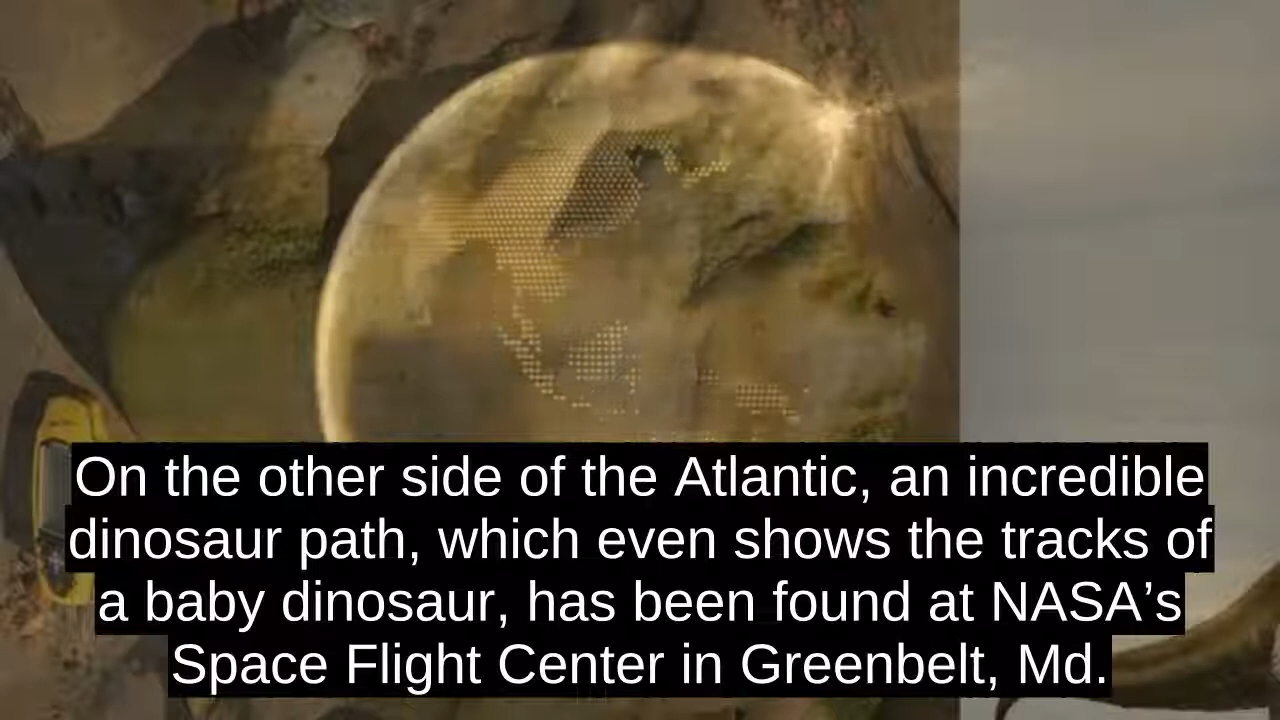 On the other side of the Atlantic, an incredible
dinosaur path, which even shows the tracks of
a baby dinosaur, has been found at NASA’s
Space Flight Center in Greenbelt, Md.